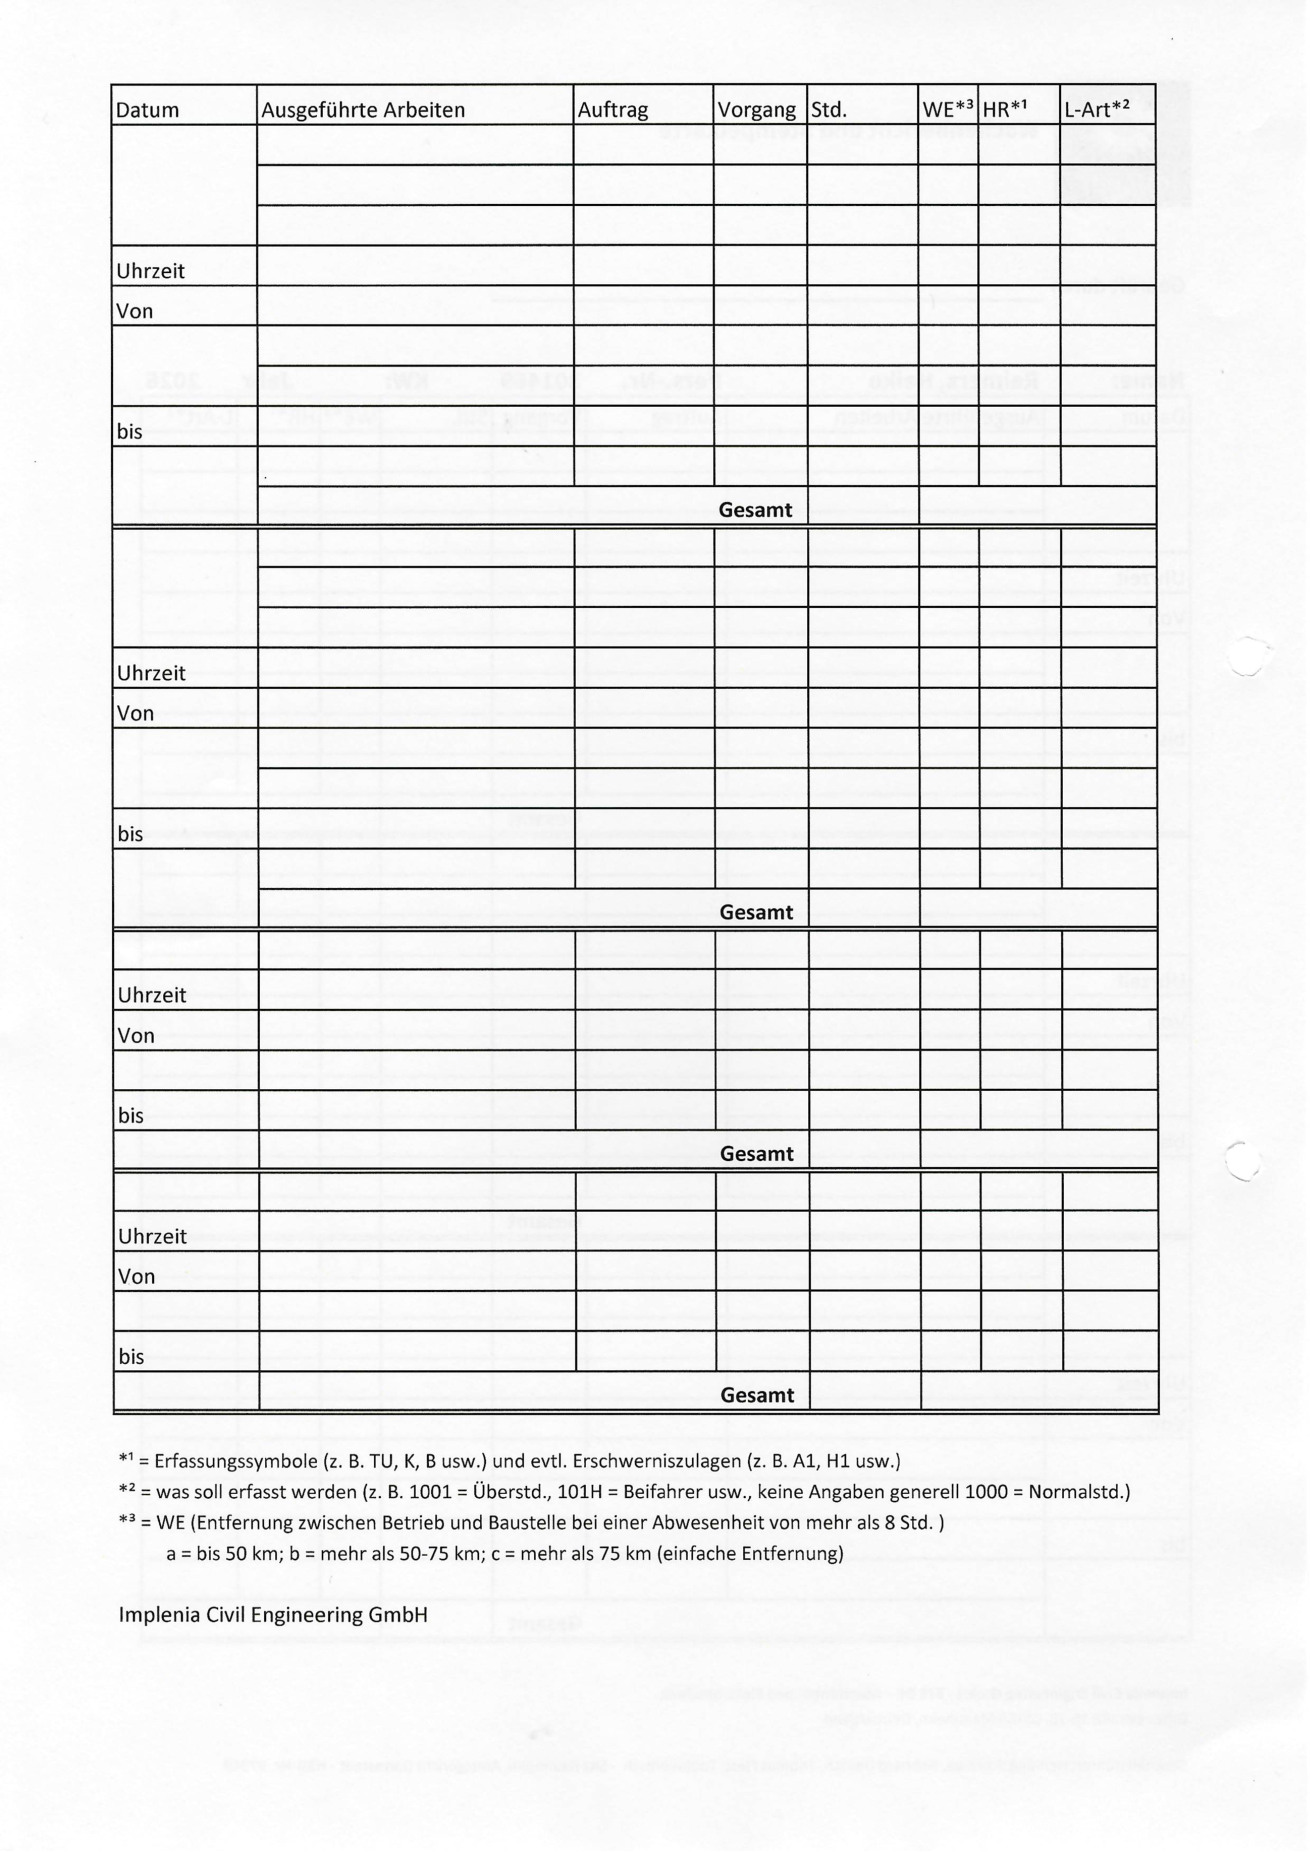 Datum Ausgeführte Arbeiten Auftrag Vorgang Std. WE*³ HR*¹ L-Art*²
Uhrzeit
Von
bis
Gesamt
Uhrzeit
Von
bis
Gesamt
Uhrzeit
Von
bis
Gesamt
Uhrzeit
Von
bis
Gesamt
*¹ = Erfassungssymbole (z. B. TU, K, B usw.) und evtl. Erschwerniszulagen (z. B. A1, H1 usw.)
*² = was soll erfasst werden (z. B. 1001 = Überstd., 101H = Beifahrer usw., keine Angaben generell 1000 = Normalstd.)
*³ = WE (Entfernung zwischen Betrieb und Baustelle bei einer Abwesenheit von mehr als 8 Std. )
a = bis 50 km; b = mehr als 50-75 km; c = mehr als 75 km (einfache Entfernung)
Implenia Civil Engineering GmbH